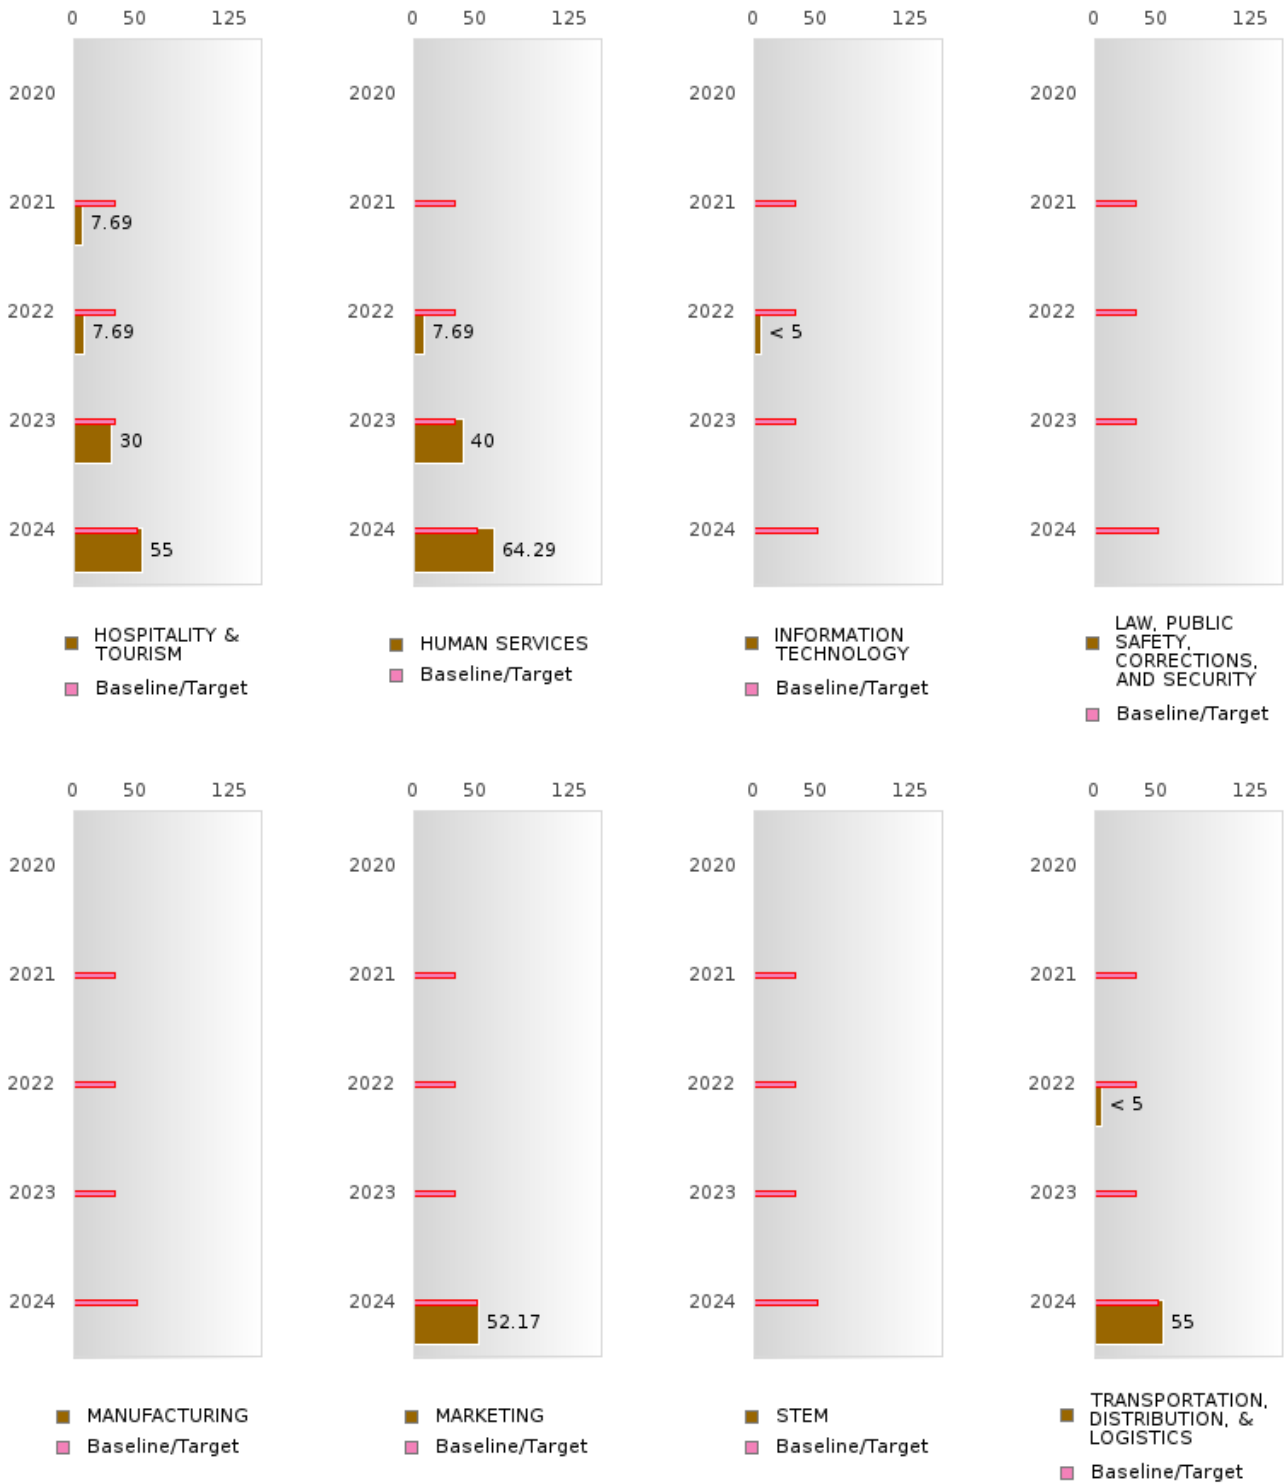 0 50 125 0 50 125 0 50 125 0 50 125
2020 2020 2020 2020
2021 2021 2021 2021
7.69
2022 2022 2022 2022
7.69 7.69 < 5
2023 2023 2023 2023
30 40
2024 2024 2024 2024
55 64.29
HOSPITALITY &
TOURISM
Baseline/Target
HUMAN SERVICES
Baseline/Target
INFORMATION
TECHNOLOGY
Baseline/Target
LAW, PUBLIC
SAFETY,
CORRECTIONS,
AND SECURITY
Baseline/Target
0 50 125 0 50 125 0 50 125 0 50 125
2020 2020 2020 2020
2021 2021 2021 2021
2022 2022 2022 2022
< 5
2023 2023 2023 2023
2024 2024 2024 2024
52.17 55
MANUFACTURING
Baseline/Target
MARKETING
Baseline/Target
STEM
Baseline/Target
TRANSPORTATION,
DISTRIBUTION, &
LOGISTICS
Baseline/Target